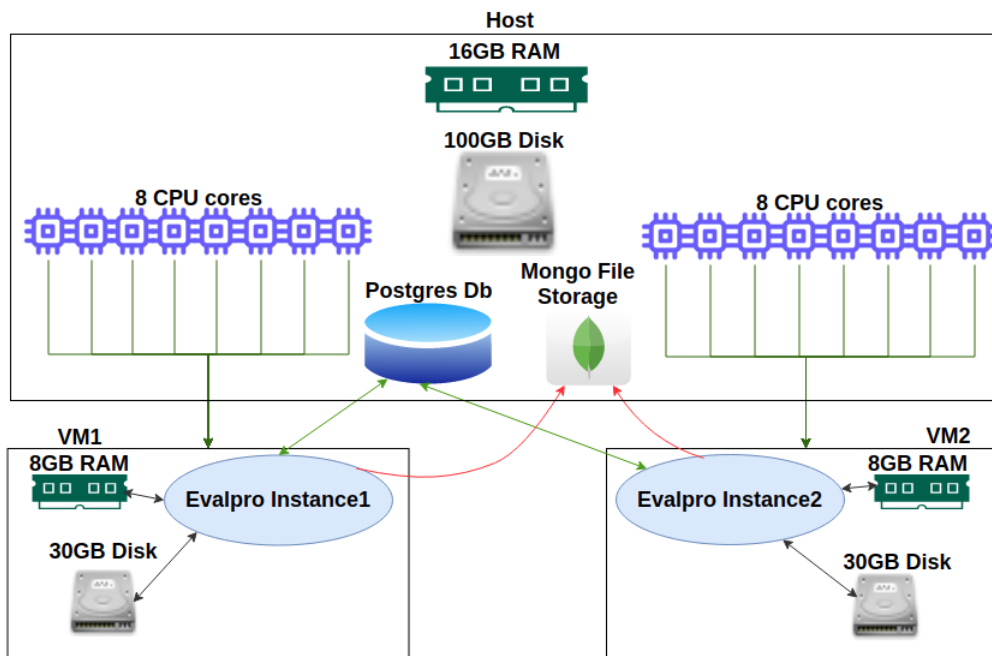 Host
16GB RAM
100GB Disk
8 CPU cores
8 CPU cores
Postgres Db
Mongo File
Storage
VM1
8GB RAM
Evalpro Instance1
30GB Disk
VM2
8GB RAM
Evalpro Instance2
30GB Disk